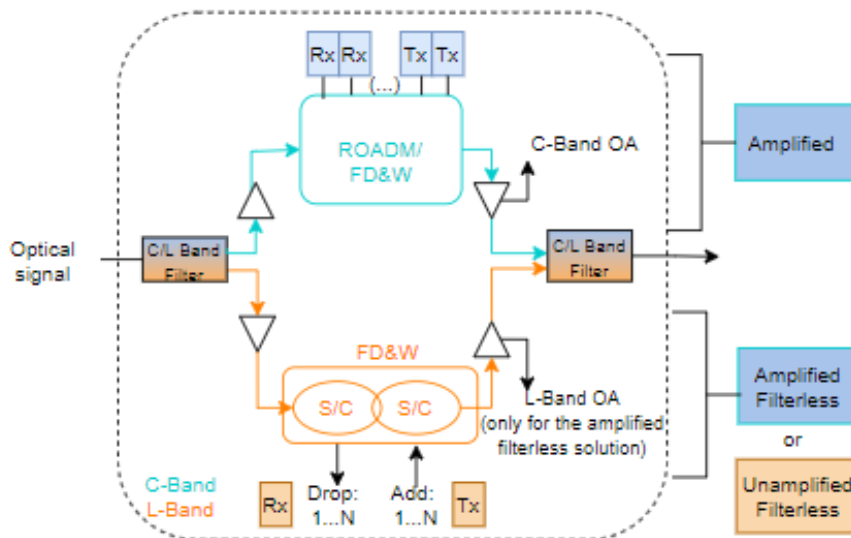 Rx Rx Tx Tx
(...)
ROADM/
FD&W
C-Band OA
Amplified
Optical
signal
C/L Band
Filter
C/L Band
Filter
FD&W
S/C S/C
L-Band OA
(only for the amplified
filterless solution)
Amplified
Filterless
or
Unamplified
Filterless
C-Band
L-Band
Rx
Drop:
1...N
Add:
1...N
Tx